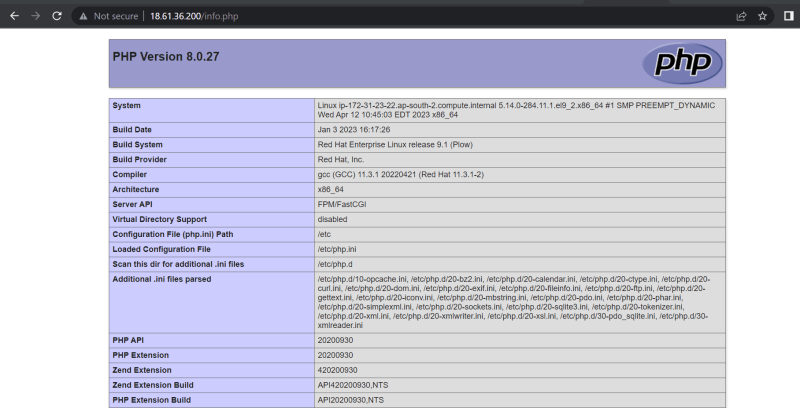 Not secure | 18.61.36.200/info.php
PHP Version 8.0.27
php
System Linux ip-172-31-23-22.ap-south-2.compute.internal 5.14.0-284.11.1.el9_2.x86_64 #1 SMP PREEMPT_DYNAMIC
Wed Apr 12 10:45:03 EDT 2023 x86_64
Build Date Jan 3 2023 16:17:26
Build System Red Hat Enterprise Linux release 9.1 (Plow)
Build Provider Red Hat, Inc.
Compiler gcc (GCC) 11.3.1 20220421 (Red Hat 11.3.1-2)
Architecture x86_64
Server API FPM/FastCGI
Virtual Directory Support disabled
Configuration File (php.ini) Path /etc
Loaded Configuration File /etc/php.ini
Scan this dir for additional .ini files /etc/php.d
Additional .ini files parsed /etc/php.d/10-opcache.ini, /etc/php.d/20-bz2.ini, /etc/php.d/20-calendar.ini, /etc/php.d/20-ctype.ini, /etc/php.d/20-
curl.ini, /etc/php.d/20-dom.ini, /etc/php.d/20-exif.ini, /etc/php.d/20-fileinfo.ini, /etc/php.d/20-ftp.ini, /etc/php.d/20-
gettext.ini, /etc/php.d/20-iconv.ini, /etc/php.d/20-mbstring.ini, /etc/php.d/20-pdo.ini, /etc/php.d/20-phar.ini,
/etc/php.d/20-simplexml.ini, /etc/php.d/20-sockets.ini, /etc/php.d/20-sqlite3.ini, /etc/php.d/20-tokenizer.ini,
/etc/php.d/20-xml.ini, /etc/php.d/20-xmlwriter.ini, /etc/php.d/20-xsl.ini, /etc/php.d/30-pdo_sqlite.ini, /etc/php.d/30-
xmlreader.ini
PHP API 20200930
PHP Extension 20200930
Zend Extension 420200930
Zend Extension Build API420200930,NTS
PHP Extension Build API20200930,NTS